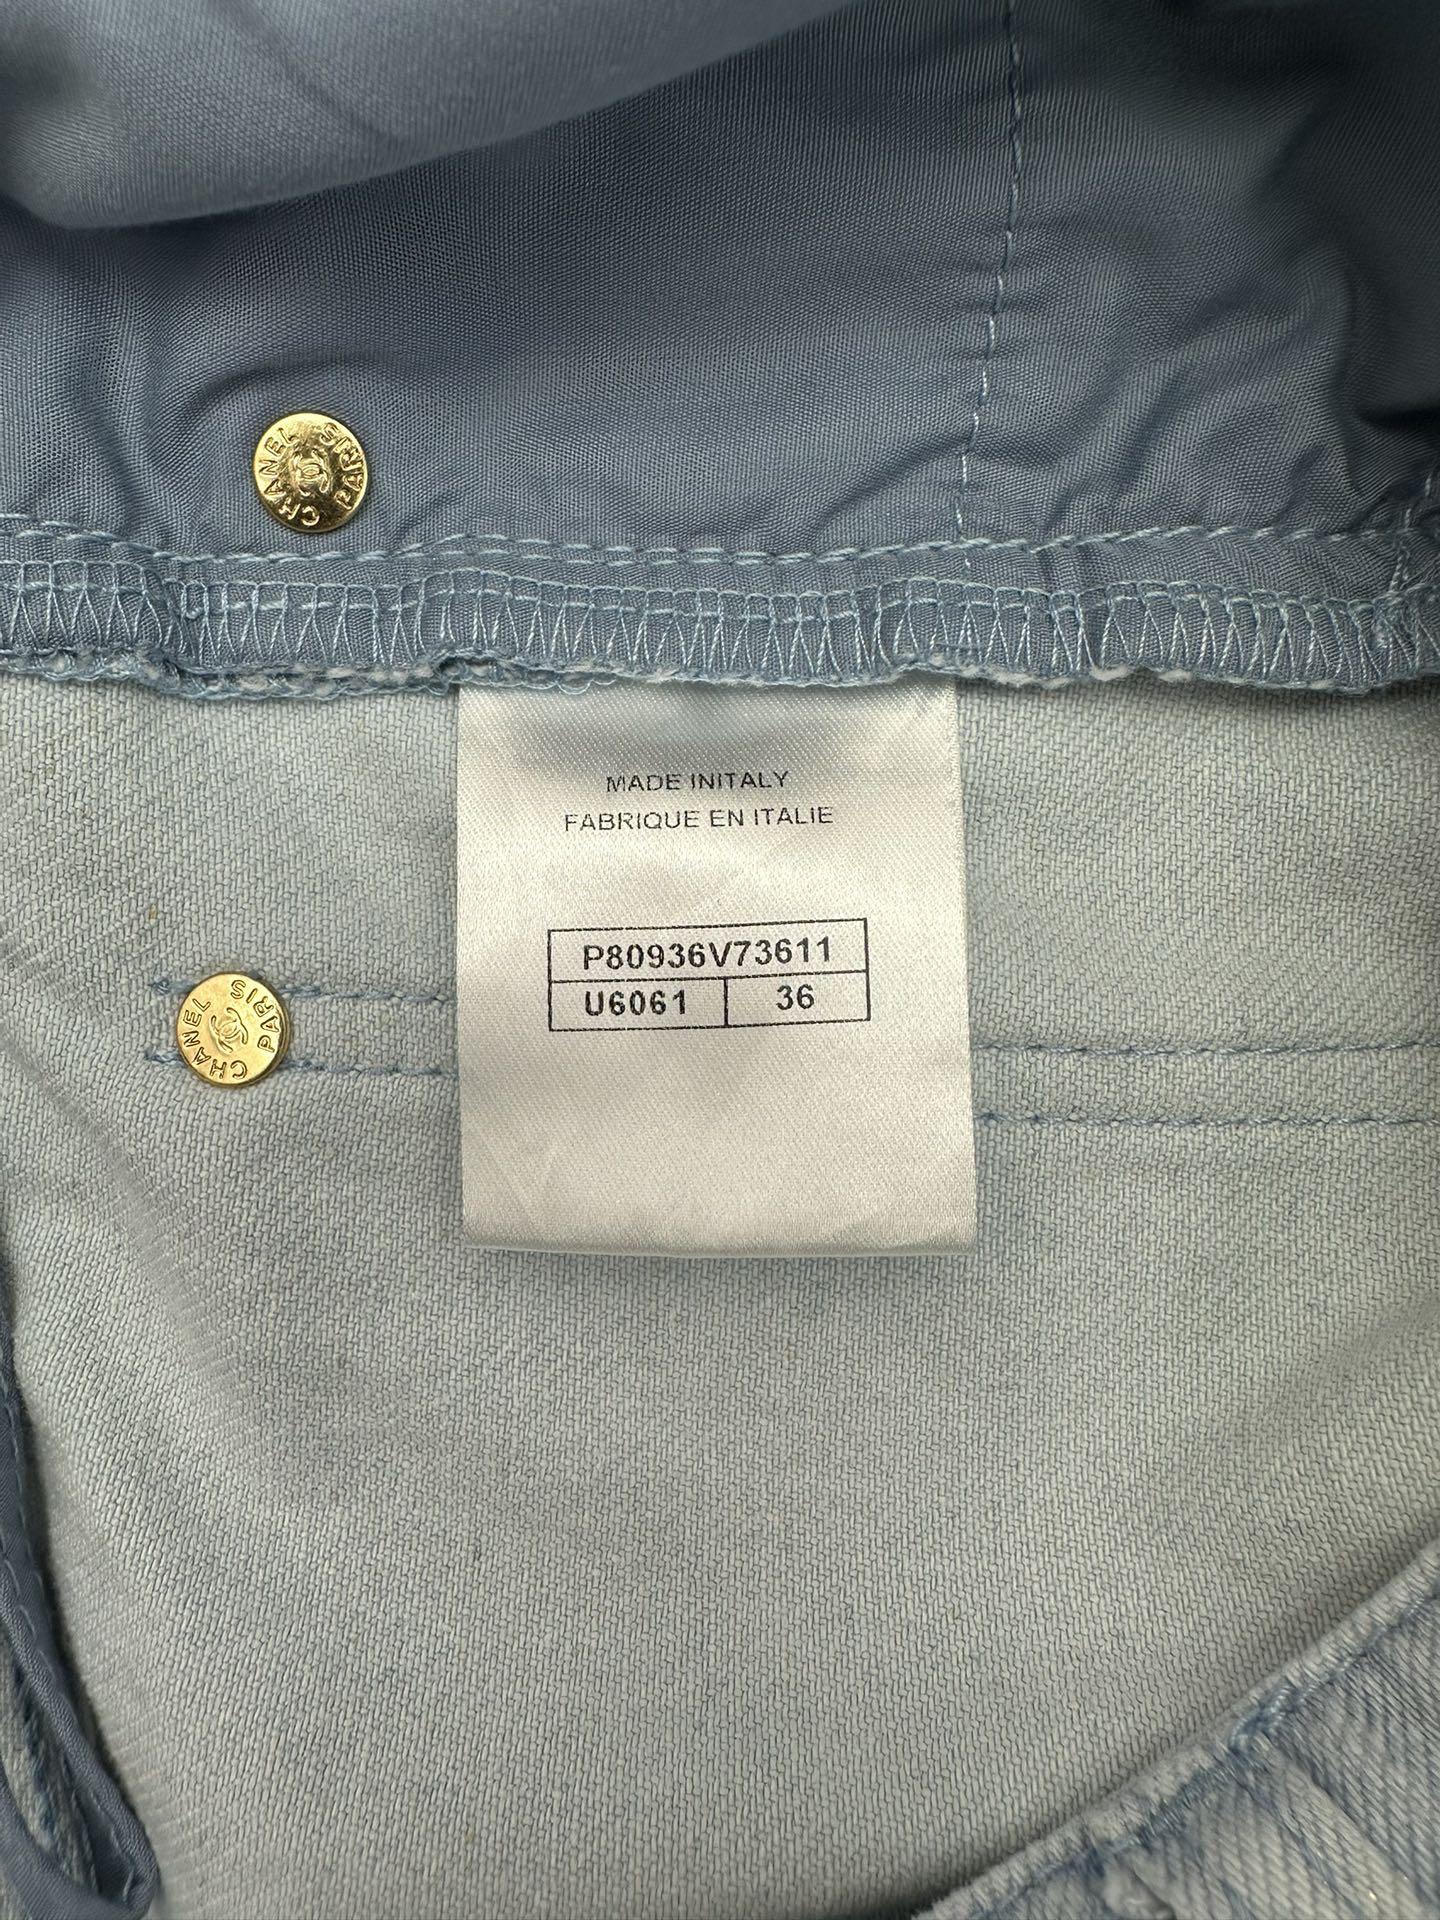 CHANEL PARIS
MADE INITALY
FABRIQUE EN ITALIE
P80936V73611
U6061 36
CHANEL PARIS